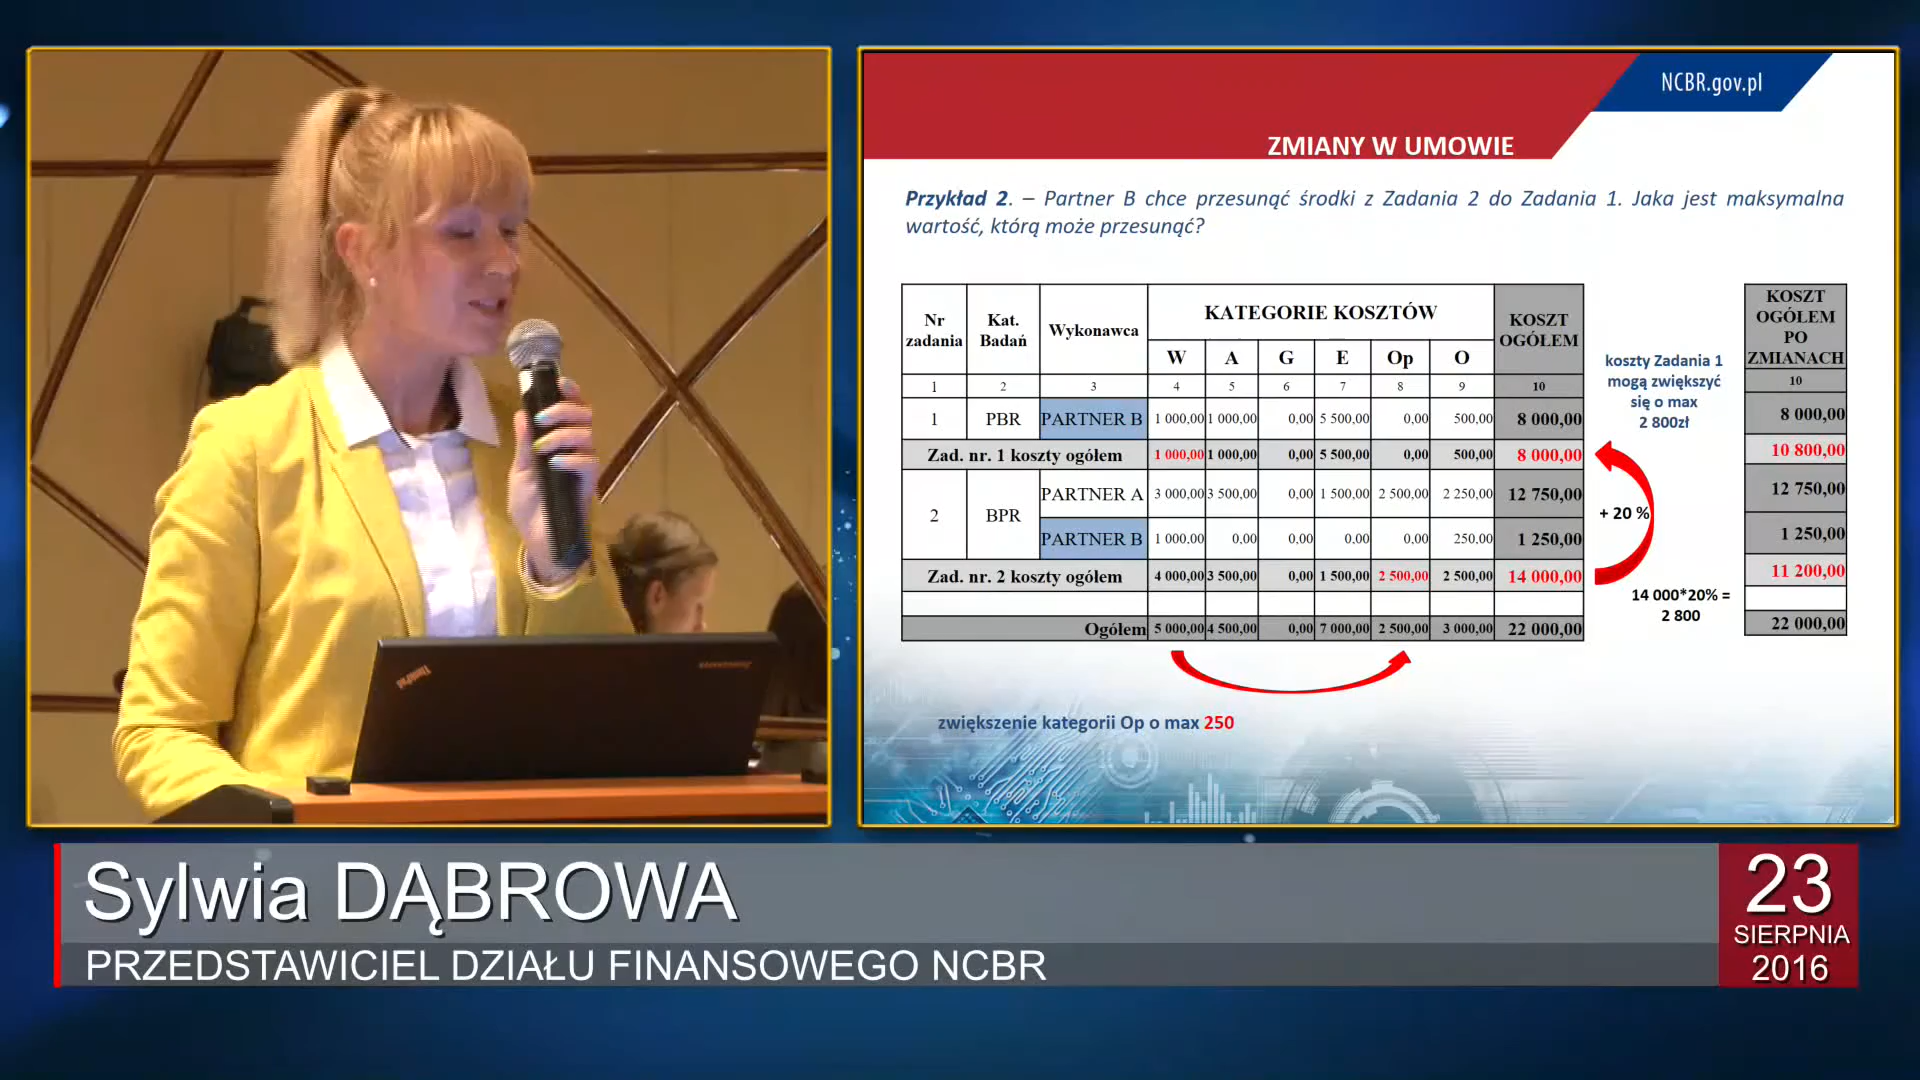 NCBR.gov.pl
ZMIANY W UMOWIE
Przykład 2. – Partner B chce przesunąć środki z Zadania 2 do Zadania 1. Jaka jest maksymalna
wartość, którą może przesunąć?
Nr zadania Kat. Badań Wykonawca KATEGORIE KOSZTÓW KOSZT OGÓŁEM
W A G E Op O
1 2 3 4 5 6 7 8 9 10
1 PBR PARTNER B 1 000,00 1 000,00 0,00 5 500,00 0,00 500,00 8 000,00
Zad. nr. 1 koszty ogółem 1 000,00 1 000,00 0,00 5 500,00 0,00 500,00 8 000,00
2 BPR PARTNER A 3 000,00 3 500,00 0,00 1 500,00 2 500,00 2 250,00 12 750,00
PARTNER B 1 000,00 0,00 0,00 0,00 0,00 250,00 1 250,00
Zad. nr. 2 koszty ogółem 4 000,00 3 500,00 0,00 1 500,00 2 500,00 2 500,00 14 000,00
Ogółem 5 000,00 4 500,00 0,00 7 000,00 2 500,00 3 000,00 22 000,00
koszty Zadania 1
mogą zwiększyć
się o max
2 800zł
+ 20 %
14 000*20% =
2 800
KOSZT
OGÓŁEM
PO
ZMIANACH
10
8 000,00
10 800,00
12 750,00
1 250,00
11 200,00
22 000,00
zwiększenie kategorii Op o max 250
ThinkPad
Sylwia DĄBROWA
PRZEDSTAWICIEL DZIAŁU FINANSOWEGO NCBR
23
SIERPNIA
2016